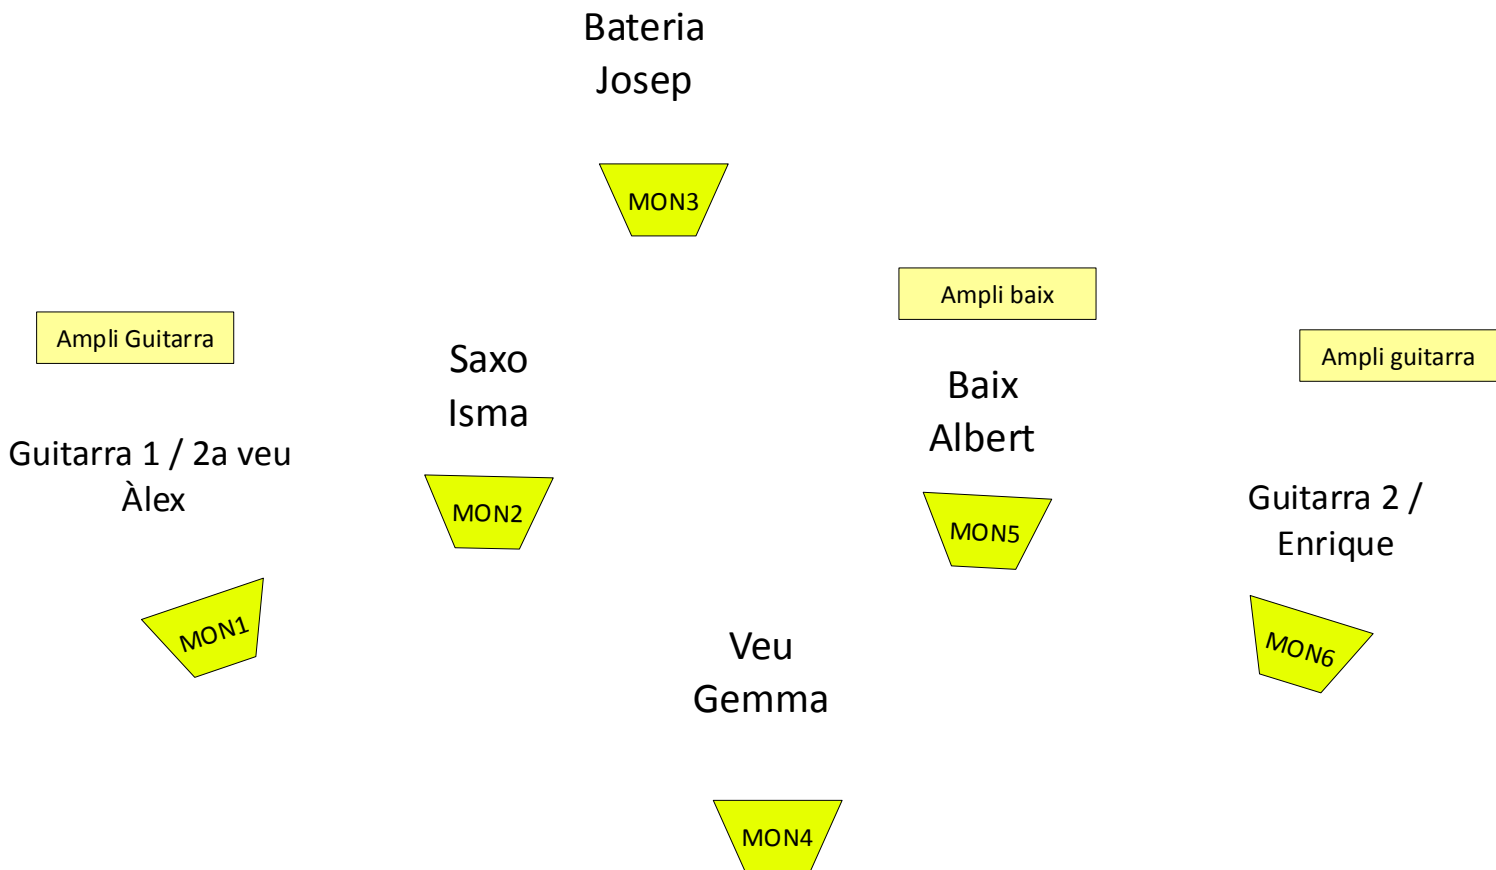 Bateria
Josep
MON3
Ampli baix
Ampli Guitarra
Ampli guitarra
Saxo
Isma
Baix
Albert
Guitarra 1 / 2a veu
Àlex
MON2
MON5
Guitarra 2 /
Enrique
MON1
MON6
Veu
Gemma
MON4